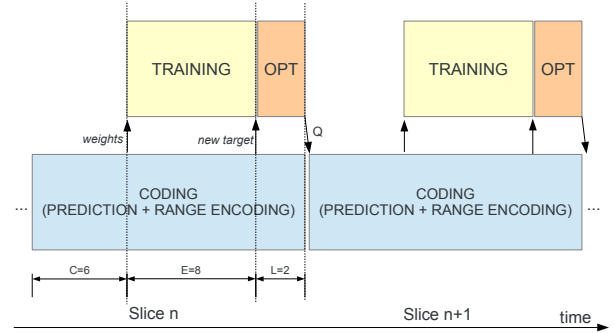 TRAINING
OPT
TRAINING
OPT
Q
weights
new target
CODING
(PREDICTION + RANGE ENCODING)
CODING
(PREDICTION + RANGE ENCODING)
...
...
C=6
E=8
L=2
Slice n
Slice n+1
time